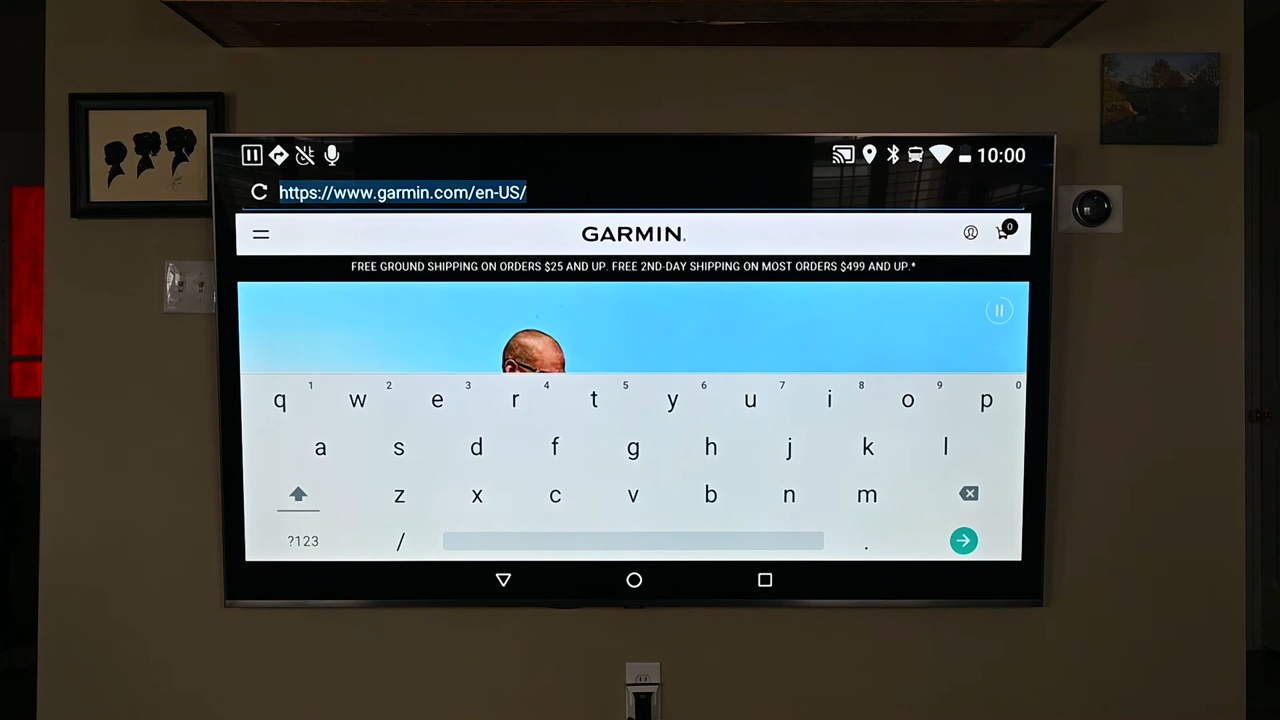 10:00
https://www.garmin.com/en-US/
GARMIN.
0
FREE GROUND SHIPPING ON ORDERS $25 AND UP. FREE 2ND-DAY SHIPPING ON MOST ORDERS $499 AND UP.*
1 2 3 4 5 6 7 8 9 0
q w e r t y u i o p
a s d f g h j k l
z x c v b n m
?123 / .